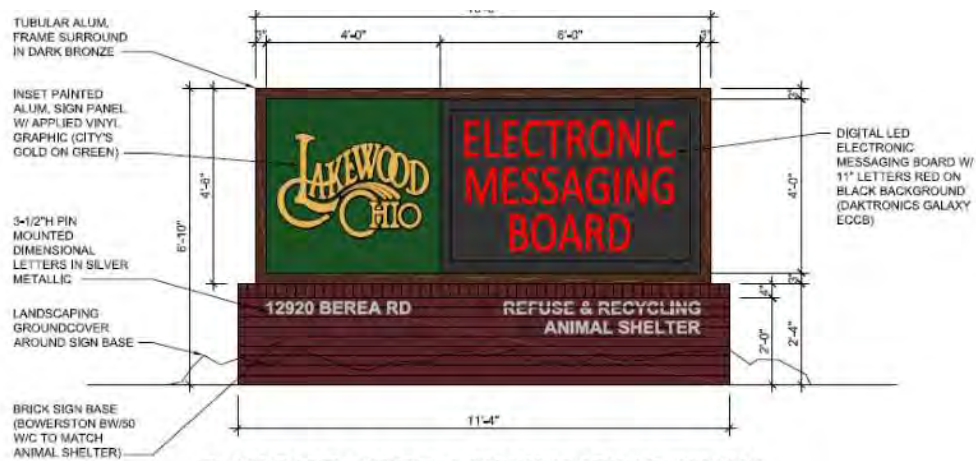 TUBULAR ALUM.
FRAME SURROUND
IN DARK BRONZE
INSET PAINTED
ALUM. SIGN PANEL
W/ APPLIED VINYL
GRAPHIC (CITY'S
GOLD ON GREEN)
3-1/2"H PIN
MOUNTED
DIMENSIONAL
LETTERS IN SILVER
METALLIC
LANDSCAPING
GROUNDCOVER
AROUND SIGN BASE
BRICK SIGN BASE
(BOWERSTON BW/50
W/C TO MATCH
ANIMAL SHELTER)
3"
4'-0"
6'-0"
3"
6'-10"
4'-6"
LAKEWOOD
OHIO
ELECTRONIC
MESSAGING
BOARD
12920 BEREA RD
REFUSE & RECYCLING
ANIMAL SHELTER
3"
4'-0"
3"
4"
2'-0"
2'-4"
11'-4"
DIGITAL LED
ELECTRONIC
MESSAGING BOARD W/
11" LETTERS RED ON
BLACK BACKGROUND
(DAKTRONICS GALAXY
ECCB)